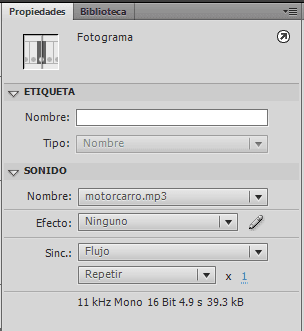 Propiedades Biblioteca
Fotograma
ETIQUETA
Nombre:
Tipo: Nombre
SONIDO
Nombre: motorcarro.mp3
Efecto: Ninguno
Sinc.: Flujo
Repetir x 1
11 kHz Mono 16 Bit 4.9 s 39.3 kB